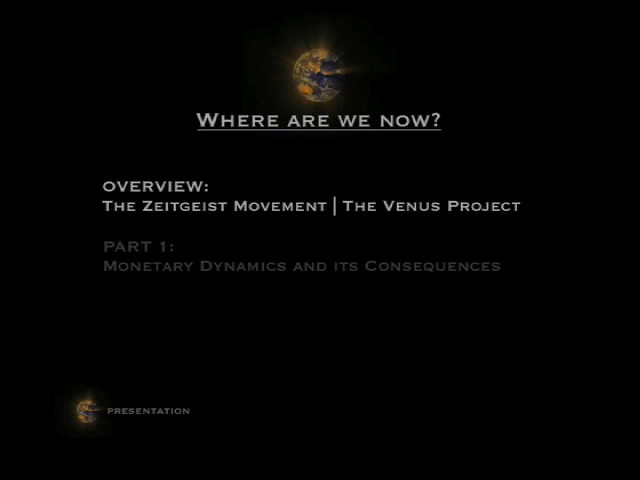 WHERE ARE WE NOW?
OVERVIEW:
THE ZEITGEIST MOVEMENT | THE VENUS PROJECT
PART 1:
MONETARY DYNAMICS AND ITS CONSEQUENCES
PRESENTATION